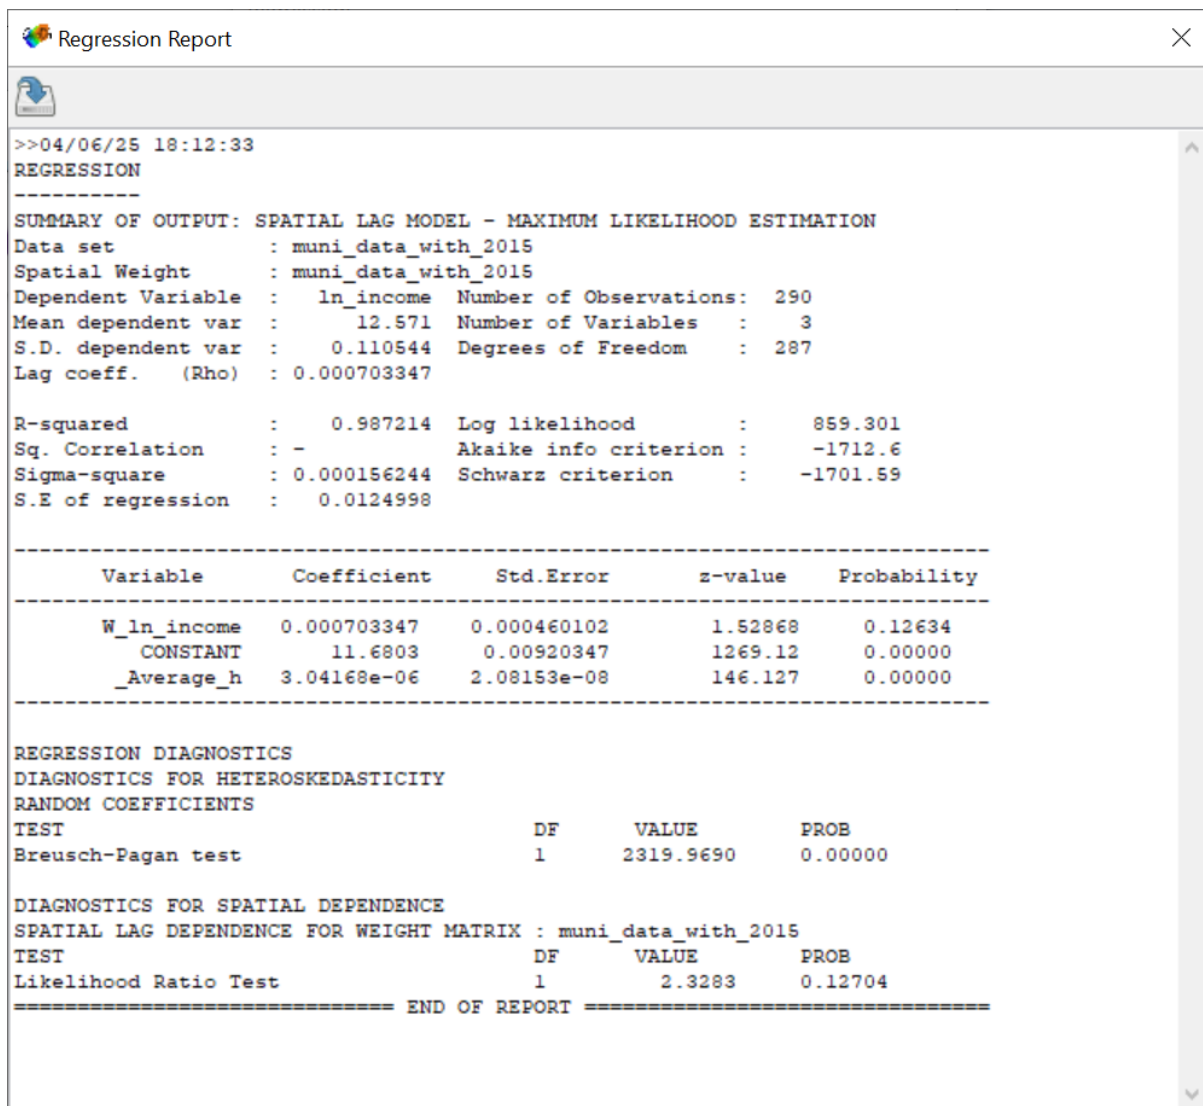 Regression Report
>>04/06/25 18:12:33
REGRESSION
----------
SUMMARY OF OUTPUT: SPATIAL LAG MODEL - MAXIMUM LIKELIHOOD ESTIMATION
Data set            : muni_data_with_2015
Spatial Weight      : muni_data_with_2015
Dependent Variable  :   ln_income  Number of Observations:  290
Mean dependent var  :      12.571  Number of Variables   :    3
S.D. dependent var  :    0.110544  Degrees of Freedom    :  287
Lag coeff.   (Rho)  : 0.000703347

R-squared           :    0.987214  Log likelihood        :     859.301
Sq. Correlation     : -            Akaike info criterion :     -1712.6
Sigma-square        : 0.000156244  Schwarz criterion     :    -1701.59
S.E of regression   :   0.0124998

-----------------------------------------------------------------------------
       Variable       Coefficient     Std.Error       z-value    Probability
-----------------------------------------------------------------------------
       W_ln_income   0.000703347    0.000460102        1.52868     0.12634
          CONSTANT       11.6803     0.00920347        1269.12     0.00000
        _Average_h   3.04168e-06    2.08153e-08        146.127     0.00000
-----------------------------------------------------------------------------

REGRESSION DIAGNOSTICS
DIAGNOSTICS FOR HETEROSKEDASTICITY
RANDOM COEFFICIENTS
TEST                                     DF      VALUE        PROB
Breusch-Pagan test                       1      2319.9690     0.00000

DIAGNOSTICS FOR SPATIAL DEPENDENCE
SPATIAL LAG DEPENDENCE FOR WEIGHT MATRIX : muni_data_with_2015
TEST                                     DF      VALUE        PROB
Likelihood Ratio Test                    1         2.3283     0.12704
============================== END OF REPORT ================================